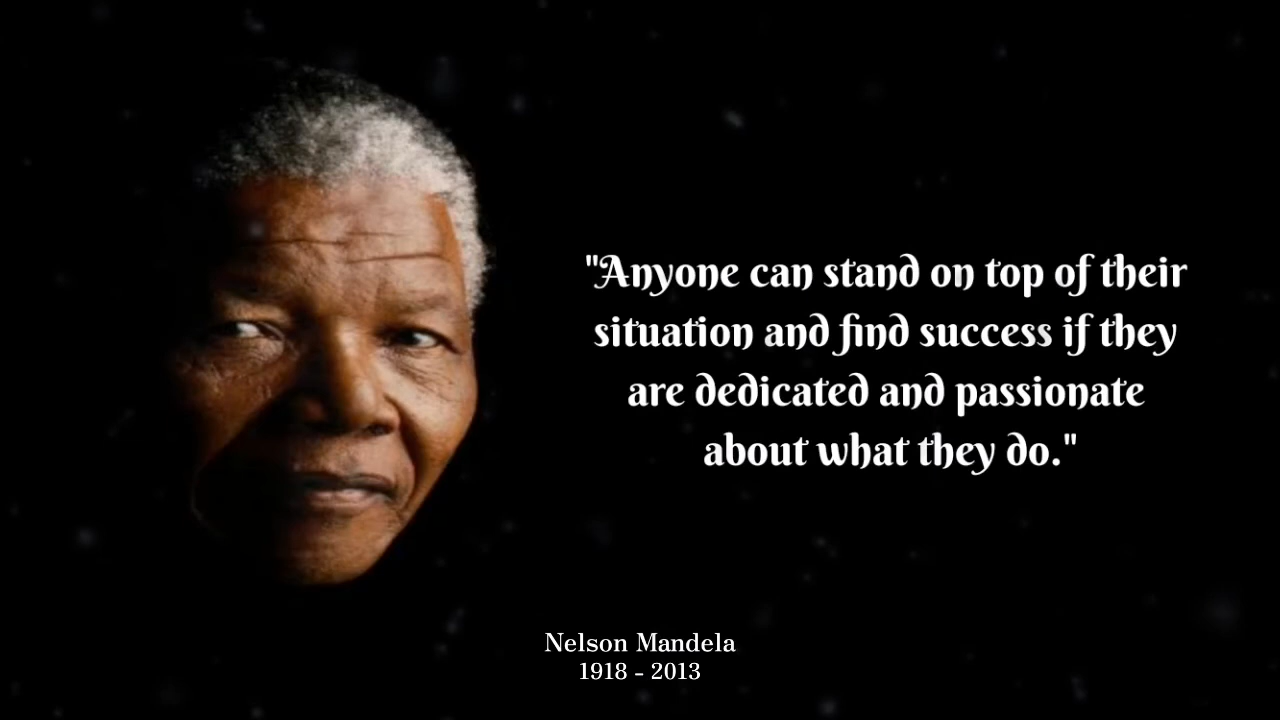 "Anyone can stand on top of their
situation and find success if they
are dedicated and passionate
about what they do."
Nelson Mandela
1918 - 2013